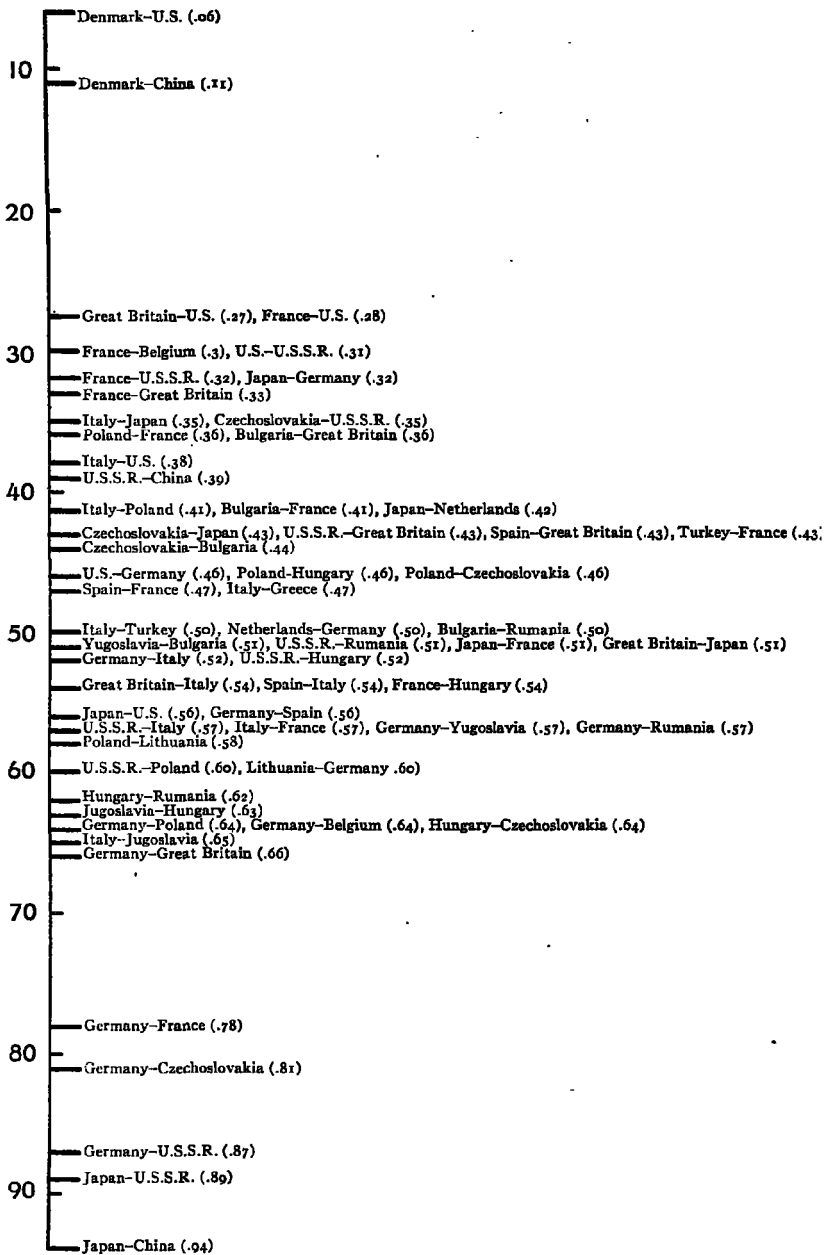 Denmark–U.S. (.06)
10
Denmark–China (.11)
20
Great Britain–U.S. (.27), France–U.S. (.28)
30
France–Belgium (.3), U.S.–U.S.S.R. (.31)
France–U.S.S.R. (.32), Japan–Germany (.32)
France–Great Britain (.33)
Italy–Japan (.35), Czechoslovakia–U.S.S.R. (.35)
Poland–France (.36), Bulgaria–Great Britain (.36)
Italy–U.S. (.38)
U.S.S.R.–China (.39)
40
Italy–Poland (.41), Bulgaria–France (.41), Japan–Netherlands (.42)
Czechoslovakia–Japan (.43), U.S.S.R.–Great Britain (.43), Spain–Great Britain (.43), Turkey–France (.43)
Czechoslovakia–Bulgaria (.44)
U.S.–Germany (.46), Poland–Hungary (.46), Poland–Czechoslovakia (.46)
Spain–France (.47), Italy–Greece (.47)
50
Italy–Turkey (.50), Netherlands–Germany (.50), Bulgaria–Rumania (.50)
Yugoslavia–Bulgaria (.51), U.S.S.R.–Rumania (.51), Japan–France (.51), Great Britain–Japan (.51)
Germany–Italy (.52), U.S.S.R.–Hungary (.52)
Great Britain–Italy (.54), Spain–Italy (.54), France–Hungary (.54)
Japan–U.S. (.56), Germany–Spain (.56)
U.S.S.R.–Italy (.57), Italy–France (.57), Germany–Yugoslavia (.57), Germany–Rumania (.57)
Poland–Lithuania (.58)
60
U.S.S.R.–Poland (.60), Lithuania–Germany .60)
Hungary–Rumania (.62)
Jugoslavia–Hungary (.63)
Germany–Poland (.64), Germany–Belgium (.64), Hungary–Czechoslovakia (.64)
Italy–Jugoslavia (.65)
Germany–Great Britain (.66)
70
Germany–France (.78)
80
Germany–Czechoslovakia (.81)
Germany–U.S.S.R. (.87)
Japan–U.S.S.R. (.89)
90
Japan–China (.94)